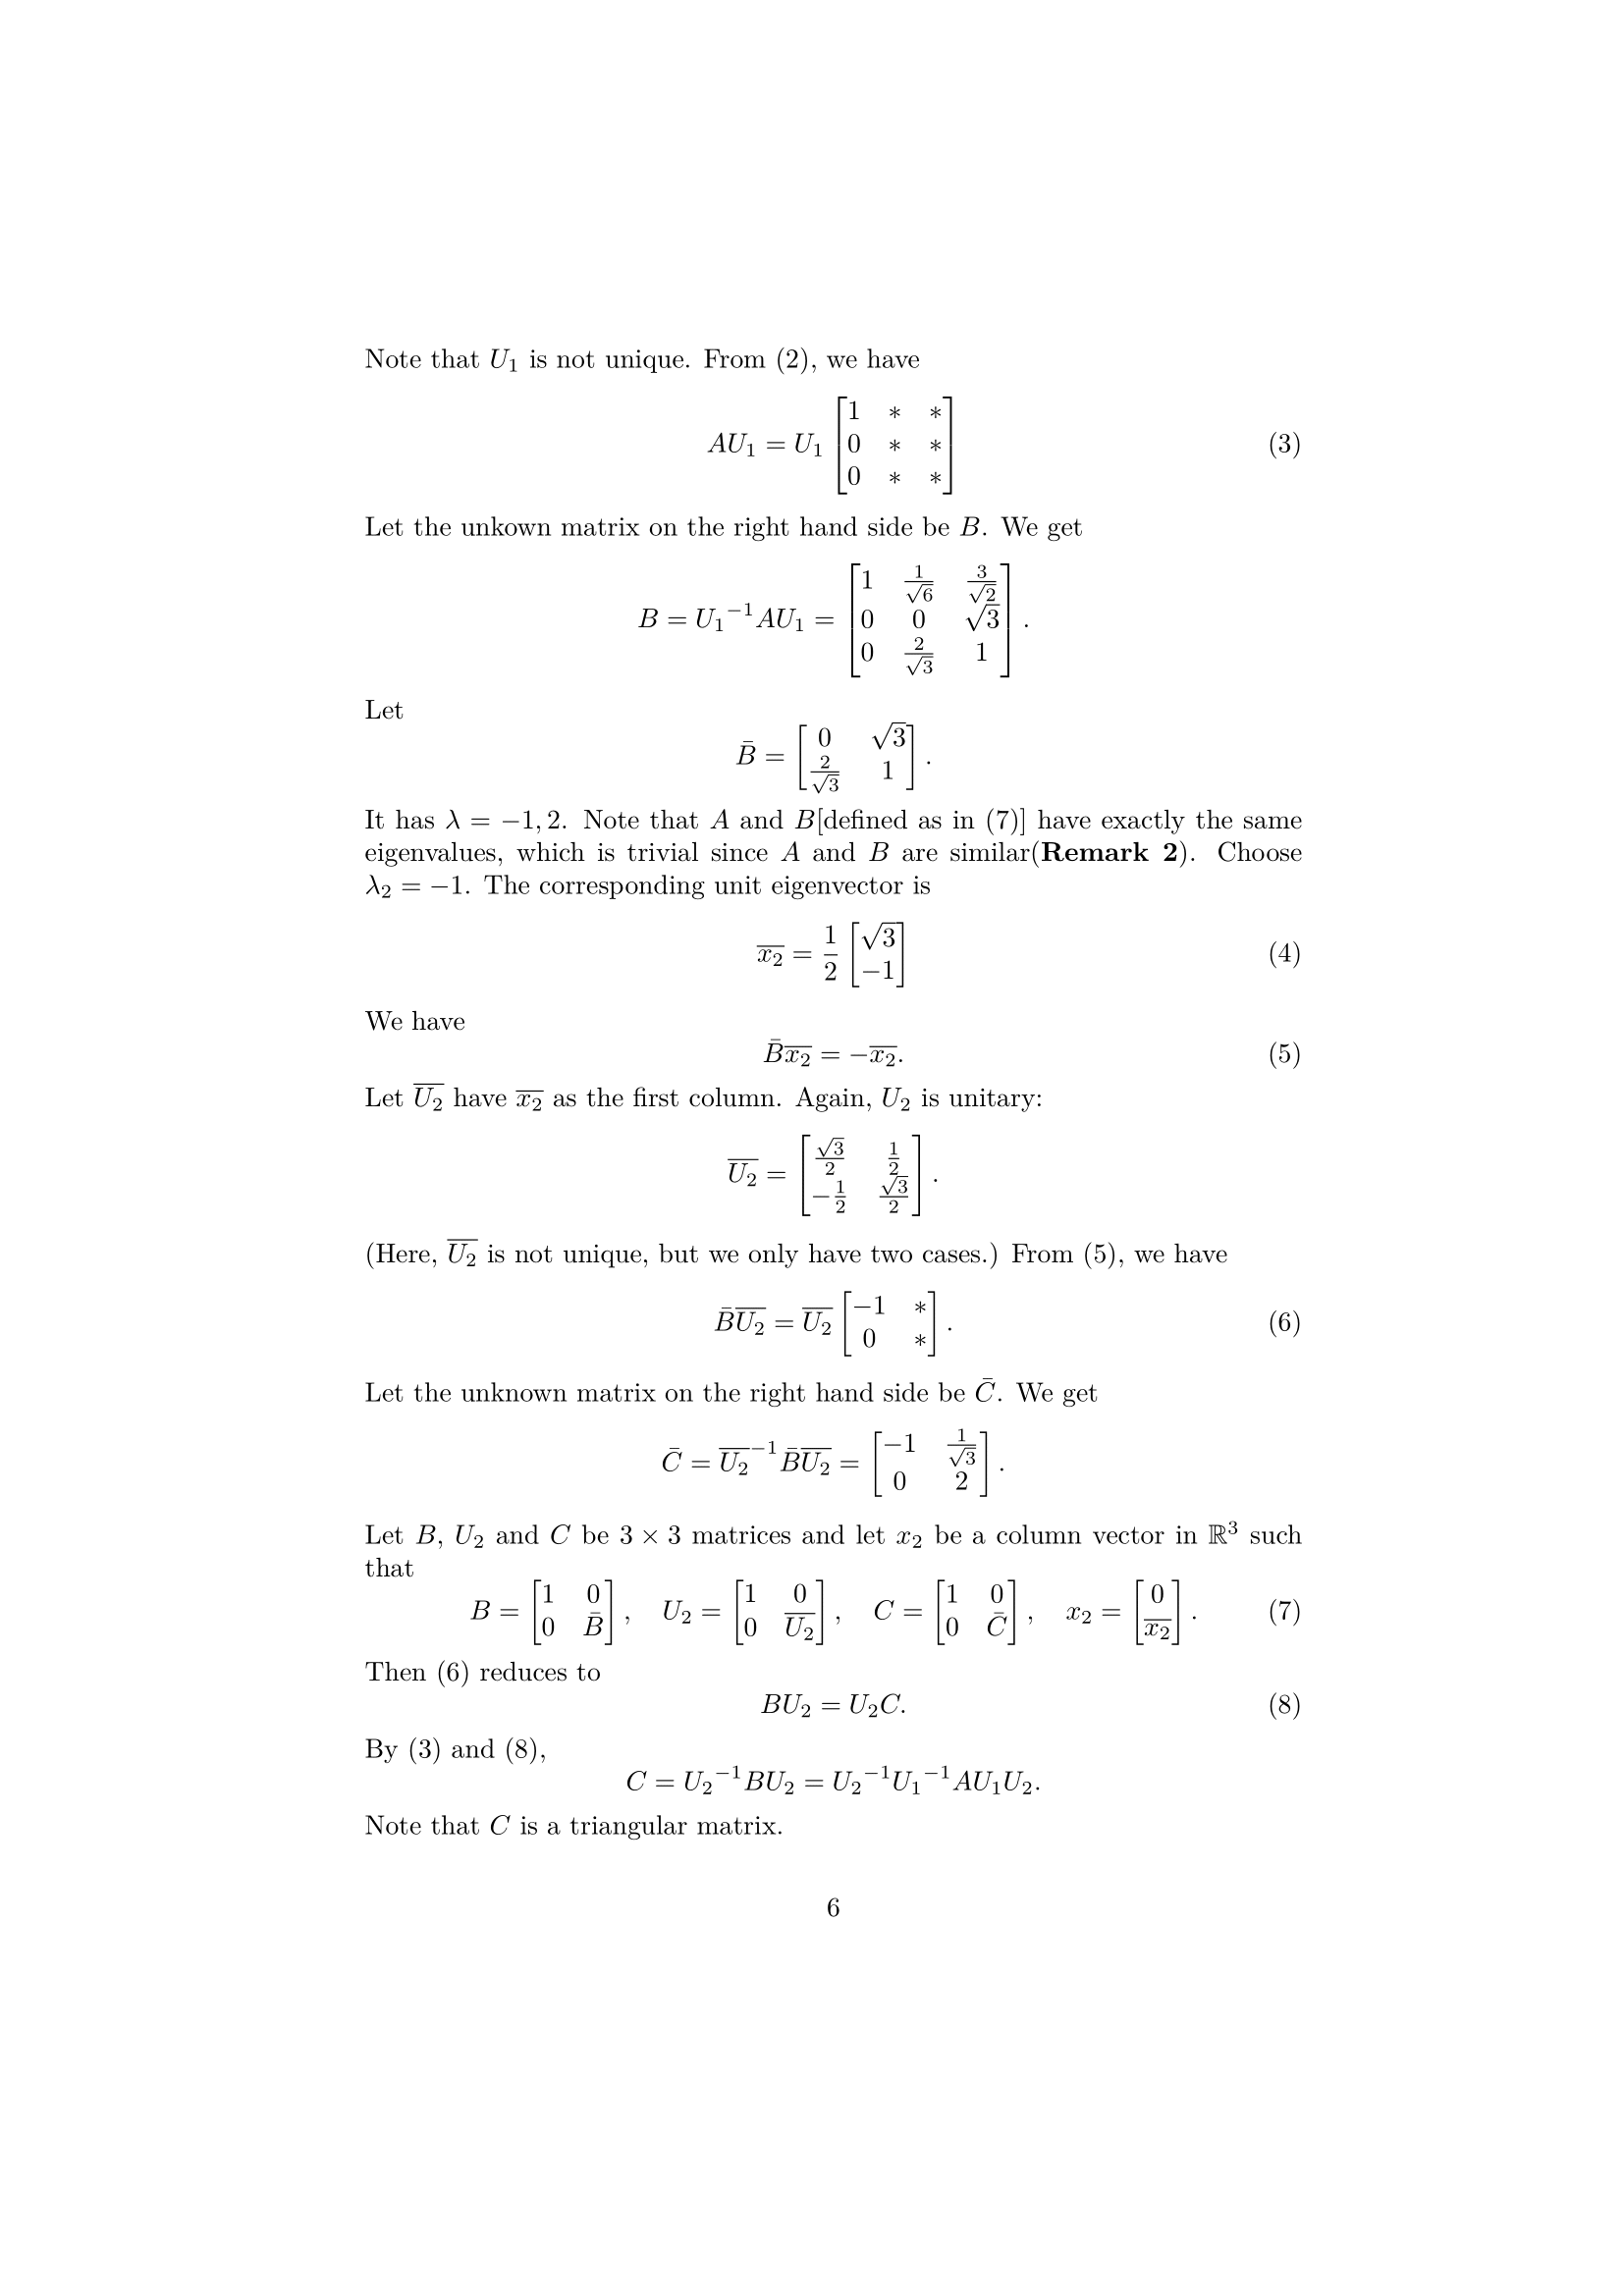 Note that $U_1$ is not unique. From (2), we have
$$AU_1 = U_1 \begin{bmatrix} 1 & * & * \\ 0 & * & * \\ 0 & * & * \end{bmatrix} \quad (3)$$
Let the unkown matrix on the right hand side be $B$. We get
$$B = {U_1}^{-1}AU_1 = \begin{bmatrix} 1 & \frac{1}{\sqrt{6}} & \frac{3}{\sqrt{2}} \\ 0 & 0 & \sqrt{3} \\ 0 & \frac{2}{\sqrt{3}} & 1 \end{bmatrix}.$$
Let
$$\bar{B} = \begin{bmatrix} 0 & \sqrt{3} \\ \frac{2}{\sqrt{3}} & 1 \end{bmatrix}.$$
It has $\lambda = -1, 2$. Note that $A$ and $B$[defined as in (7)] have exactly the same
eigenvalues, which is trivial since $A$ and $B$ are similar(**Remark 2**). Choose
$\lambda_2 = -1$. The corresponding unit eigenvector is
$$\overline{x_2} = \frac{1}{2} \begin{bmatrix} \sqrt{3} \\ -1 \end{bmatrix} \quad (4)$$
We have
$$\bar{B}\overline{x_2} = -\overline{x_2}. \quad (5)$$
Let $\overline{U_2}$ have $\overline{x_2}$ as the first column. Again, $U_2$ is unitary:
$$\overline{U_2} = \begin{bmatrix} \frac{\sqrt{3}}{2} & \frac{1}{2} \\ -\frac{1}{2} & \frac{\sqrt{3}}{2} \end{bmatrix}.$$
(Here, $\overline{U_2}$ is not unique, but we only have two cases.) From (5), we have
$$\bar{B}\overline{U_2} = \overline{U_2} \begin{bmatrix} -1 & * \\ 0 & * \end{bmatrix}. \quad (6)$$
Let the unknown matrix on the right hand side be $\bar{C}$. We get
$$\bar{C} = \overline{U_2}^{-1}\bar{B}\overline{U_2} = \begin{bmatrix} -1 & \frac{1}{\sqrt{3}} \\ 0 & 2 \end{bmatrix}.$$
Let $B$, $U_2$ and $C$ be $3 \times 3$ matrices and let $x_2$ be a column vector in $\mathbb{R}^3$ such
that
$$B = \begin{bmatrix} 1 & 0 \\ 0 & \bar{B} \end{bmatrix}, \quad U_2 = \begin{bmatrix} 1 & 0 \\ 0 & \overline{U_2} \end{bmatrix}, \quad C = \begin{bmatrix} 1 & 0 \\ 0 & \bar{C} \end{bmatrix}, \quad x_2 = \begin{bmatrix} 0 \\ \overline{x_2} \end{bmatrix}. \quad (7)$$
Then (6) reduces to
$$BU_2 = U_2C. \quad (8)$$
By (3) and (8),
$$C = {U_2}^{-1}BU_2 = {U_2}^{-1}{U_1}^{-1}AU_1U_2.$$
Note that $C$ is a triangular matrix.
6